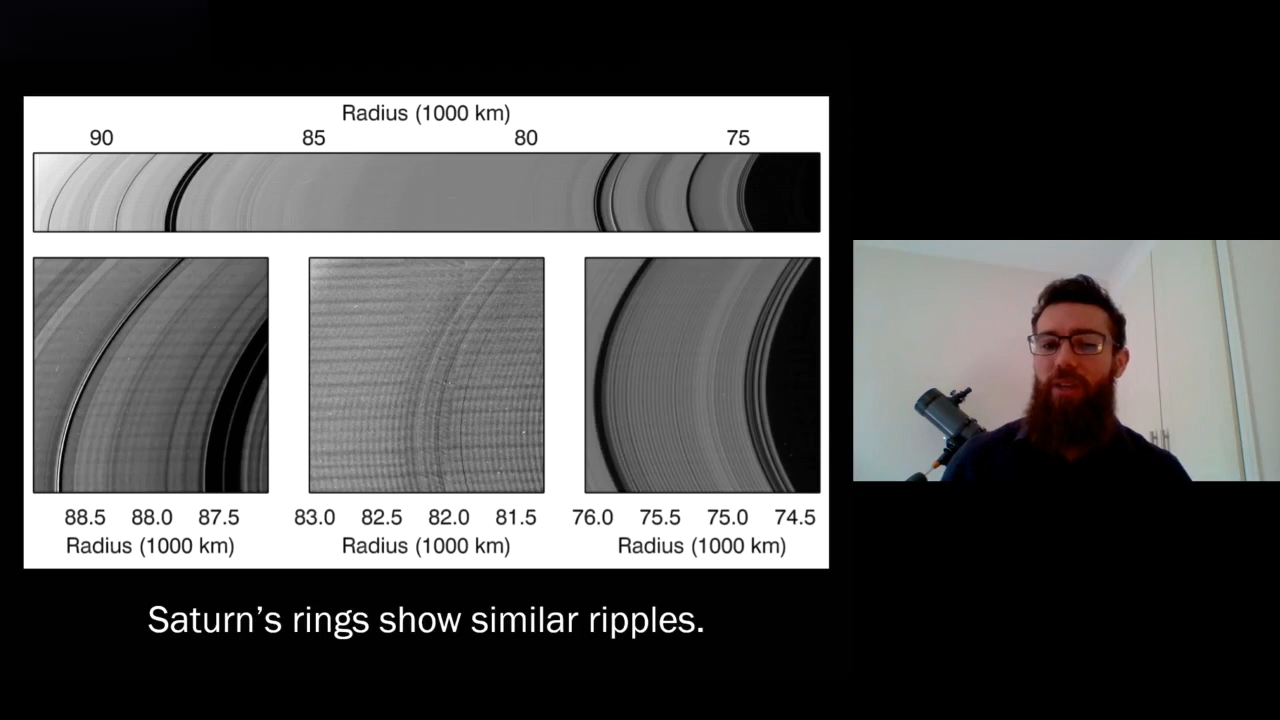 Radius (1000 km)
90 85 80 75
88.5 88.0 87.5 83.0 82.5 82.0 81.5 76.0 75.5 75.0 74.5
Radius (1000 km) Radius (1000 km) Radius (1000 km)
Saturn’s rings show similar ripples.